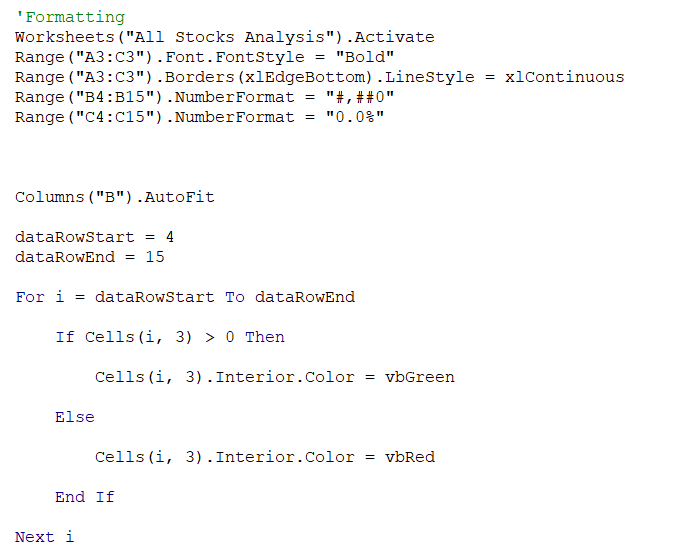 'Formatting
Worksheets("All Stocks Analysis").Activate
Range("A3:C3").Font.FontStyle = "Bold"
Range("A3:C3").Borders(xlEdgeBottom).LineStyle = xlContinuous
Range("B4:B15").NumberFormat = "#,##0"
Range("C4:C15").NumberFormat = "0.0%"
Columns("B").AutoFit
dataRowStart = 4
dataRowEnd = 15
For i = dataRowStart To dataRowEnd
If Cells(i, 3) > 0 Then
Cells(i, 3).Interior.Color = vbGreen
Else
Cells(i, 3).Interior.Color = vbRed
End If
Next i